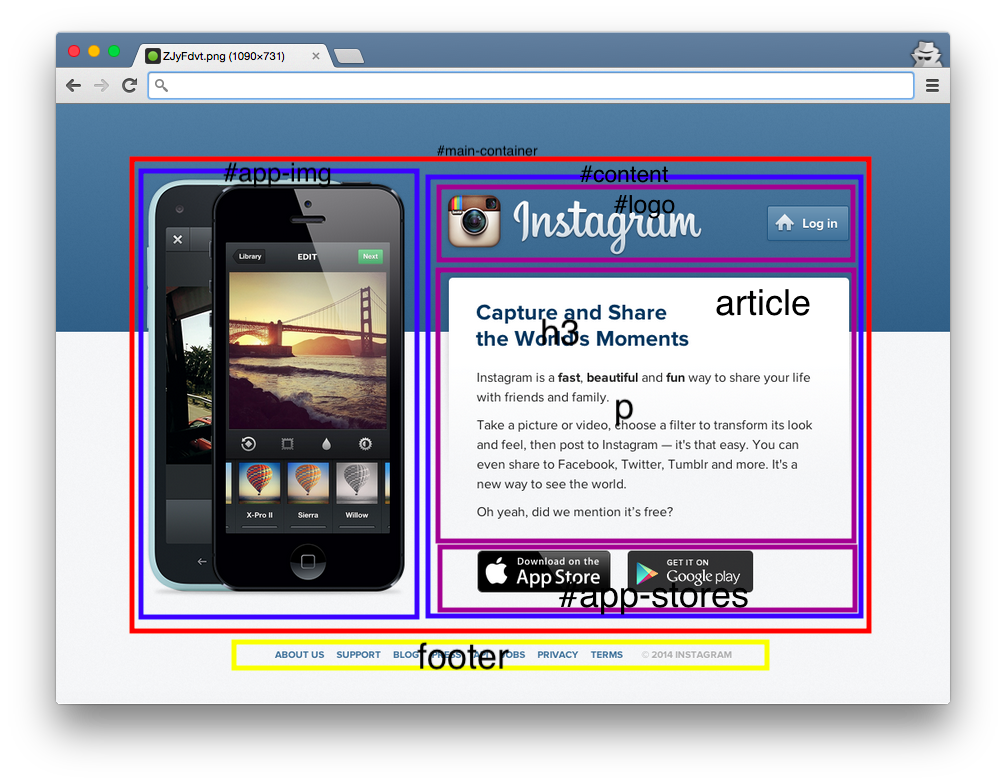 ZJyFdvt.png (1090×731)
#main-container
#app-img
#content
#logo
Instagram
Log in
Library
EDIT
Next
X-Pro II
Sierra
Willow
article
Capture and Share
the World's Moments
h3
Instagram is a fast, beautiful and fun way to share your life
with friends and family.
p
Take a picture or video, choose a filter to transform its look
and feel, then post to Instagram — it's that easy. You can
even share to Facebook, Twitter, Tumblr and more. It's a
new way to see the world.
Oh yeah, did we mention it's free?
Download on the
App Store
GET IT ON
Google play
#app-stores
ABOUT US SUPPORT BLOG PRESS API JOBS PRIVACY TERMS © 2014 INSTAGRAM
footer